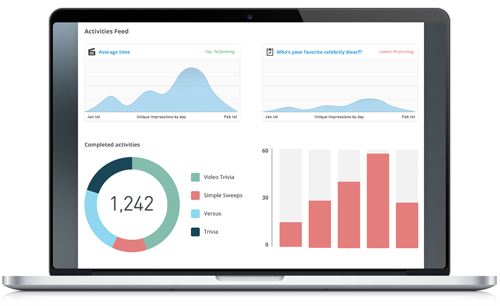 Activities Feed
Average time
Top Performing
Who's your favorite celebrity dwarf?
Lowest Performing
Jan 1st Unique Impressions by day Feb 1st
Jan 1st Unique Impressions by day Feb 1st
Completed activities
1,242
Video Trivia
Simple Sweeps
Versus
Trivia
60
30
0